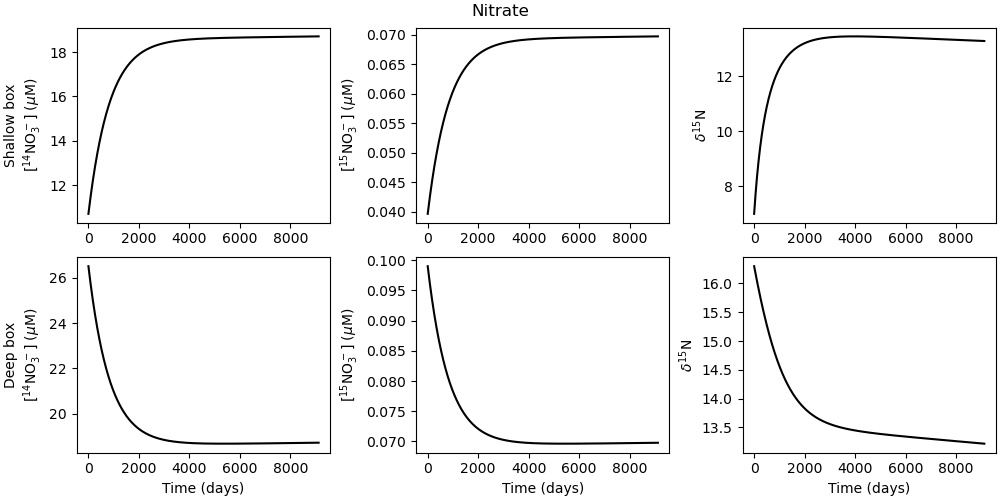 Nitrate
Shallow box
[¹⁴NO₃⁻] (μM)
18
16
14
12
0 2000 4000 6000 8000
[¹⁵NO₃⁻] (μM)
0.070
0.065
0.060
0.055
0.050
0.045
0.040
0 2000 4000 6000 8000
δ¹⁵N
12
10
8
0 2000 4000 6000 8000
Deep box
[¹⁴NO₃⁻] (μM)
26
24
22
20
0 2000 4000 6000 8000
Time (days)
[¹⁵NO₃⁻] (μM)
0.100
0.095
0.090
0.085
0.080
0.075
0.070
0 2000 4000 6000 8000
Time (days)
δ¹⁵N
16.0
15.5
15.0
14.5
14.0
13.5
0 2000 4000 6000 8000
Time (days)